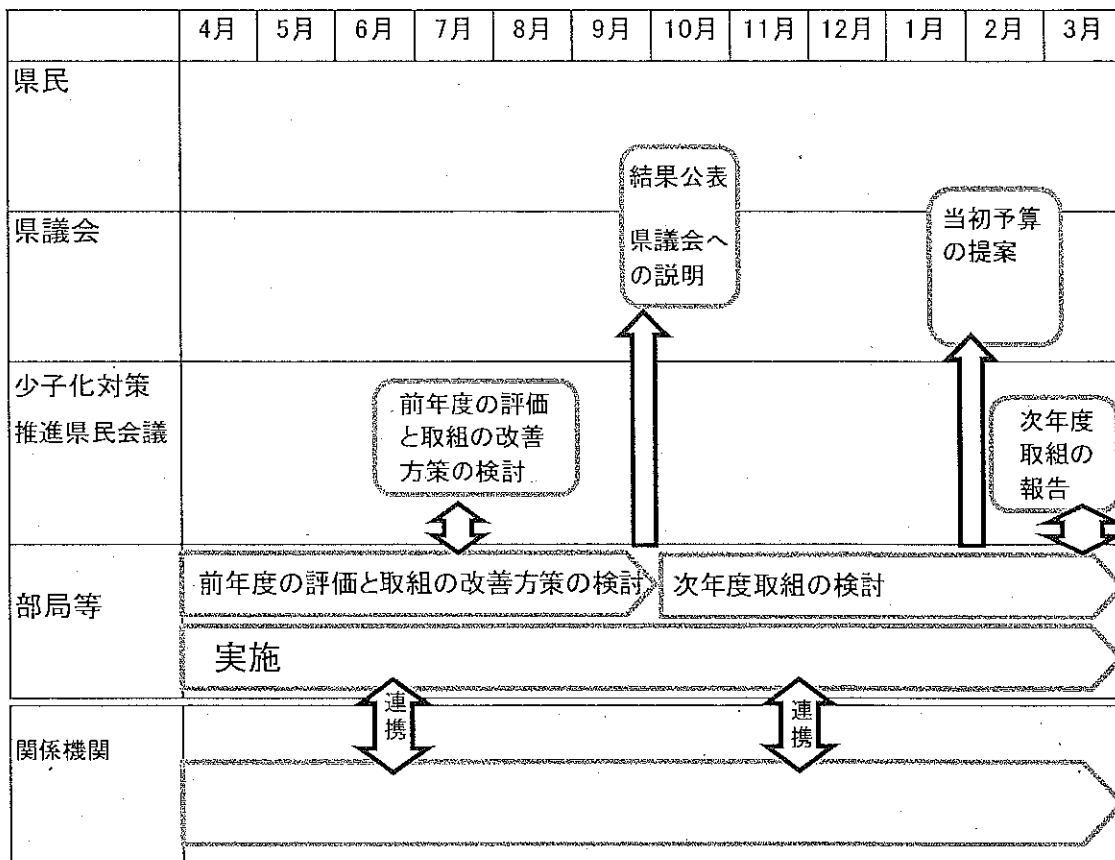 4月 5月 6月 7月 8月 9月 10月 11月 12月 1月 2月 3月
県民
結果公表
県議会へ
の説明
県議会
当初予算
の提案
少子化対策
推進県民会議
前年度の評価
と取組の改善
方策の検討
次年度
取組の
報告
部局等
前年度の評価と取組の改善方策の検討
次年度取組の検討
実施
連携
連携
関係機関